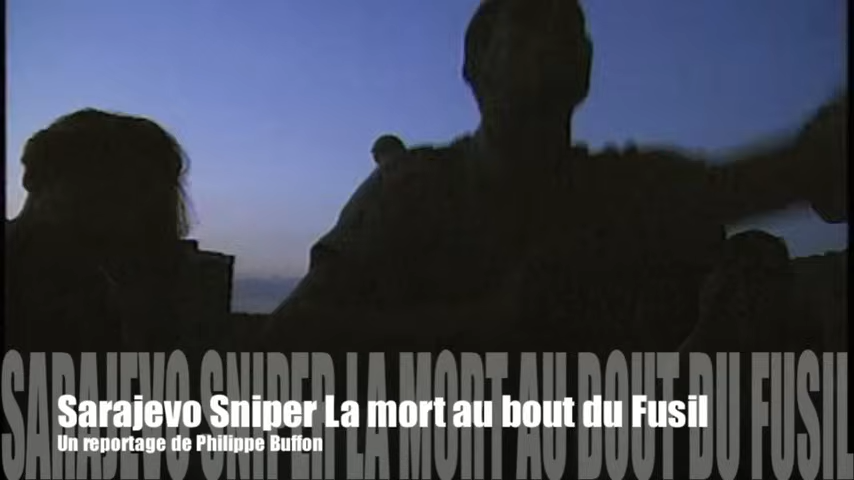 SARAJEVO SNIPER LA MORT AU BOUT DU FUSIL
Sarajevo Sniper La mort au bout du Fusil
Un reportage de Philippe Buffon